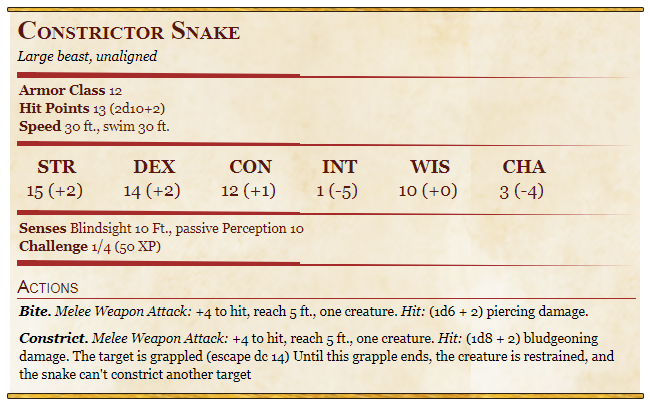 Constrictor Snake
Large beast, unaligned
Armor Class 12
Hit Points 13 (2d10+2)
Speed 30 ft., swim 30 ft.
STR DEX CON INT WIS CHA
15 (+2) 14 (+2) 12 (+1) 1 (-5) 10 (+0) 3 (-4)
Senses Blindsight 10 Ft., passive Perception 10
Challenge 1/4 (50 XP)
Actions
Bite. Melee Weapon Attack: +4 to hit, reach 5 ft., one creature. Hit: (1d6 + 2) piercing damage.
Constrict. Melee Weapon Attack: +4 to hit, reach 5 ft., one creature. Hit: (1d8 + 2) bludgeoning
damage. The target is grappled (escape dc 14) Until this grapple ends, the creature is restrained, and
the snake can't constrict another target